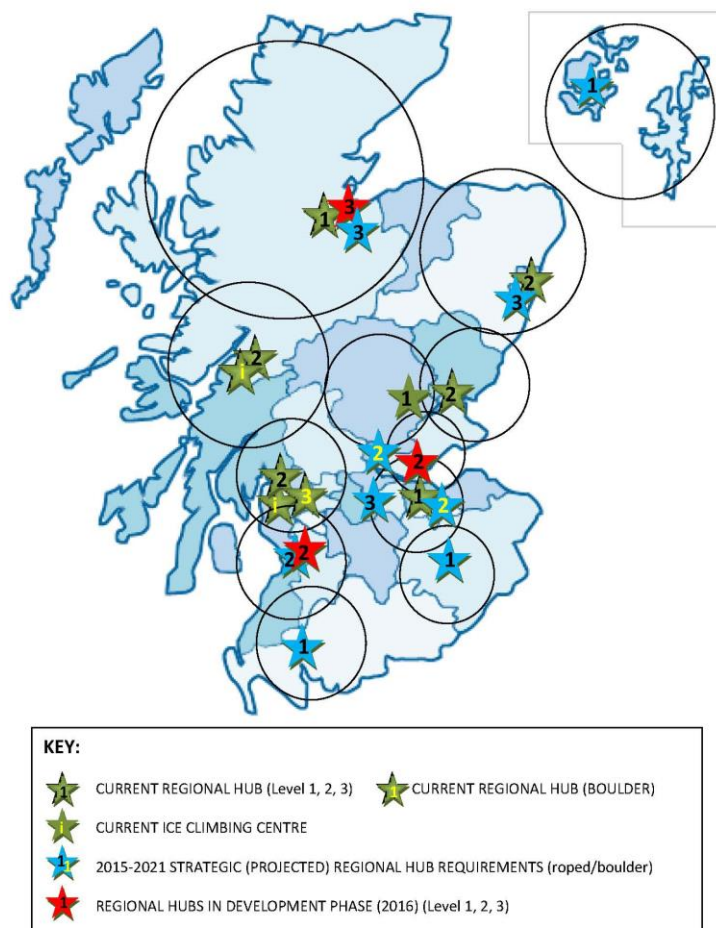 1
3
1
3
2
3
2
i
1
2
2
2
2
i
3
3
1
2
2
2
1
1
KEY:
1 CURRENT REGIONAL HUB (Level 1, 2, 3)
1 CURRENT REGIONAL HUB (BOULDER)
i CURRENT ICE CLIMBING CENTRE
1 1 2015-2021 STRATEGIC (PROJECTED) REGIONAL HUB REQUIREMENTS (roped/boulder)
1 REGIONAL HUBS IN DEVELOPMENT PHASE (2016) (Level 1, 2, 3)